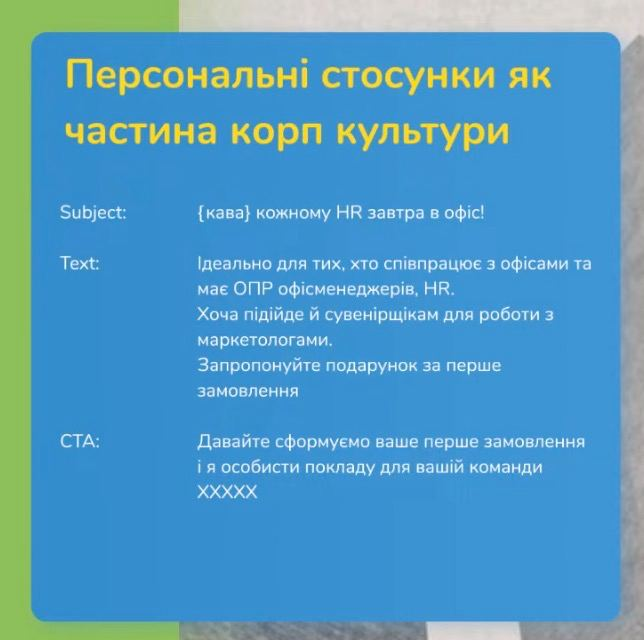 Персональні стосунки як
частина корп культури
Subject: {кава} кожному HR завтра в офіс!
Text: Ідеально для тих, хто співпрацює з офісами та
має ОПР офісменеджерів, HR.
Хоча підійде й сувенірщікам для роботи з
маркетологами.
Запропонуйте подарунок за перше
замовлення
CTA: Давайте сформуємо ваше перше замовлення
і я особисти покладу для вашій команди
XXXXX